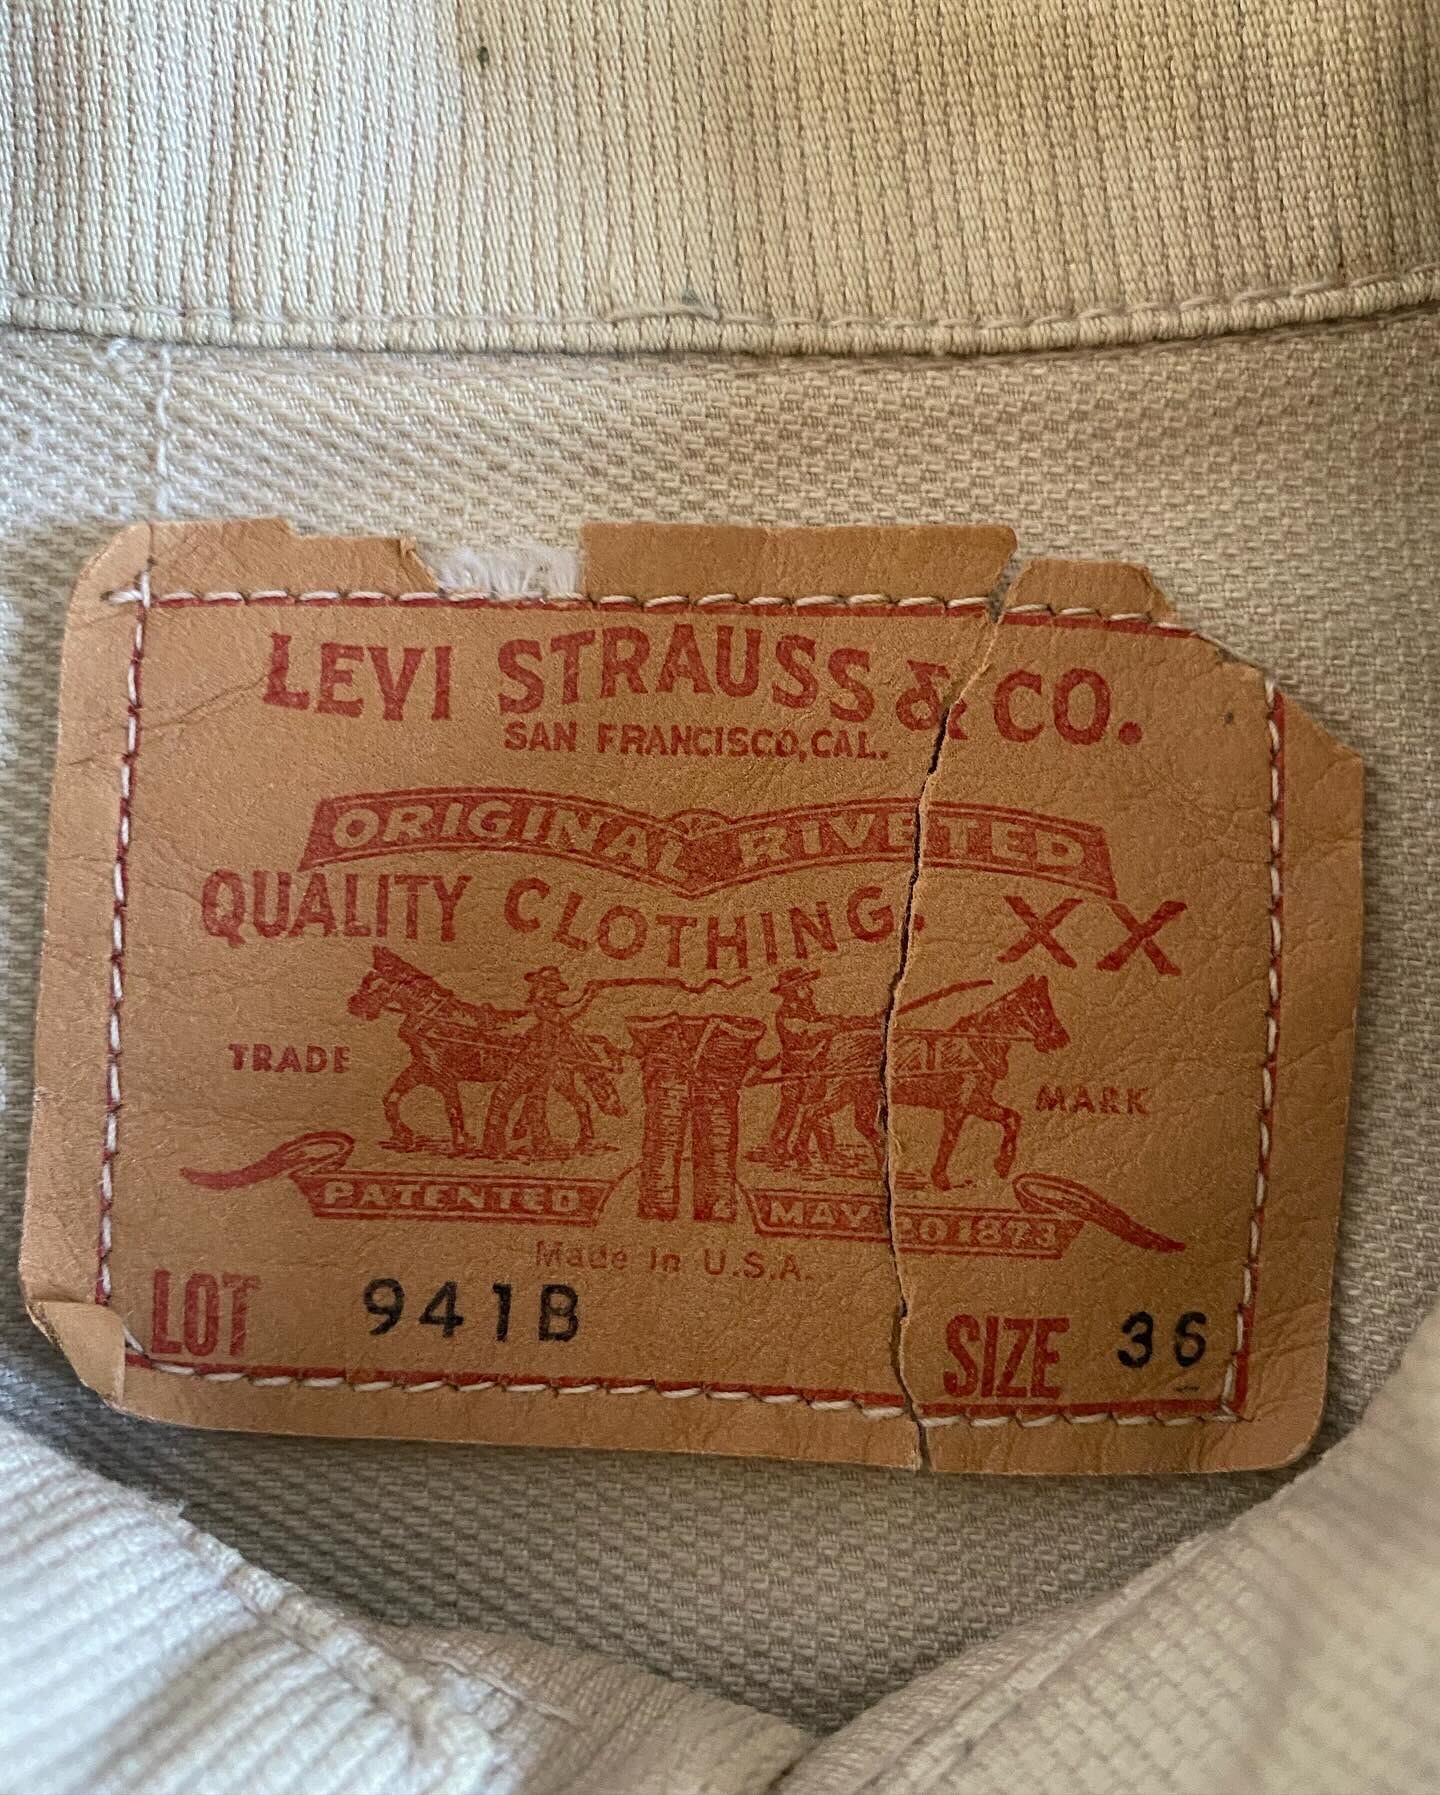 LEVI STRAUSS & CO.
SAN FRANCISCO, CAL.
ORIGINAL RIVETED
QUALITY CLOTHING. XX
TRADE MARK
PATENTED MAY 20 1873
Made in U.S.A.
LOT 941B SIZE 36